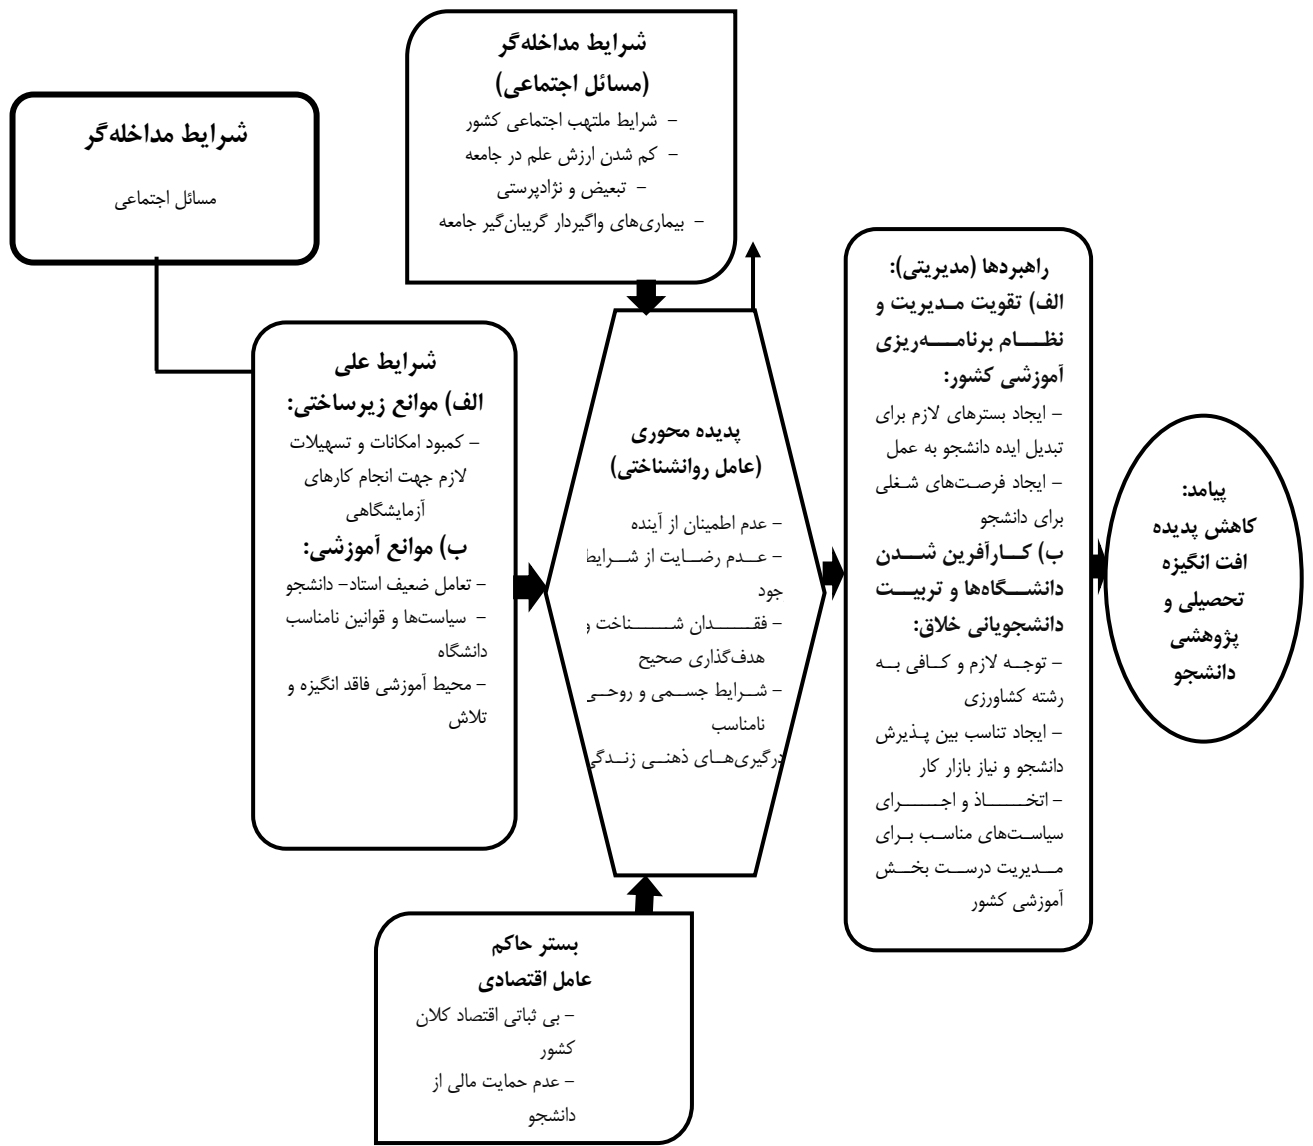 شرایط مداخله‌گر
(مسائل اجتماعی)
- شرایط ملتهب اجتماعی کشور
- کم شدن ارزش علم در جامعه
- تبعیض و نژادپرستی
- بیماری‌های واگیردار گریبان‌گیر جامعه
شرایط مداخله‌گر
مسائل اجتماعی
راهبردها (مدیریتی):
الف) تقویت مدیریت و
نظام برنامه‌ریزی
آموزشی کشور:
- ایجاد بسترهای لازم برای
تبدیل ایده دانشجو به عمل
- ایجاد فرصت‌های شغلی
برای دانشجو
ب) کارآفرین شدن
دانشگاه‌ها و تربیت
دانشجویانی خلاق:
- توجه لازم و کافی به
رشته کشاورزی
- ایجاد تناسب بین پذیرش
دانشجو و نیاز بازار کار
- اتخاذ و اجرای
سیاست‌های مناسب برای
مدیریت درست بخش
آموزشی کشور
شرایط علی
الف) موانع زیرساختی:
- کمبود امکانات و تسهیلات
لازم جهت انجام کارهای
آزمایشگاهی
ب) موانع آموزشی:
- تعامل ضعیف استاد- دانشجو
- سیاست‌ها و قوانین نامناسب
دانشگاه
- محیط آموزشی فاقد انگیزه و
تلاش
پدیده محوری
(عامل روانشناختی)
- عدم اطمینان از آینده
- عدم رضایت از شرایط
جود
- فقدان شناخت و
هدف‌گذاری صحیح
- شرایط جسمی و روحی
نامناسب
درگیری‌های ذهنی زندگی
پیامد:
کاهش پدیده
افت انگیزه
تحصیلی و
پژوهشی
دانشجو
بستر حاکم
عامل اقتصادی
- بی ثباتی اقتصاد کلان
کشور
- عدم حمایت مالی از
دانشجو